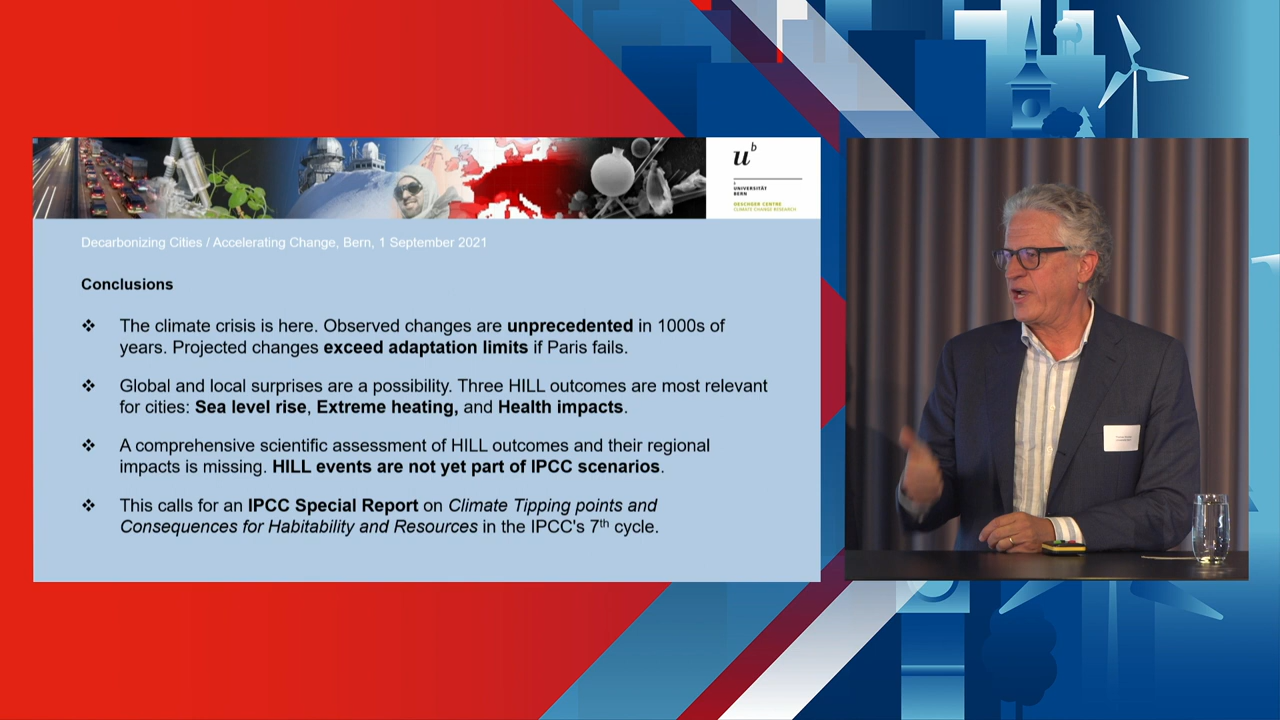 u b
b
UNIVERSITÄT
BERN
OESCHGER CENTRE
CLIMATE CHANGE RESEARCH
Decarbonizing Cities / Accelerating Change, Bern, 1 September 2021
Conclusions
❖ The climate crisis is here. Observed changes are unprecedented in 1000s of
years. Projected changes exceed adaptation limits if Paris fails.
❖ Global and local surprises are a possibility. Three HILL outcomes are most relevant
for cities: Sea level rise, Extreme heating, and Health impacts.
❖ A comprehensive scientific assessment of HILL outcomes and their regional
impacts is missing. HILL events are not yet part of IPCC scenarios.
❖ This calls for an IPCC Special Report on Climate Tipping points and
Consequences for Habitability and Resources in the IPCC's 7th cycle.